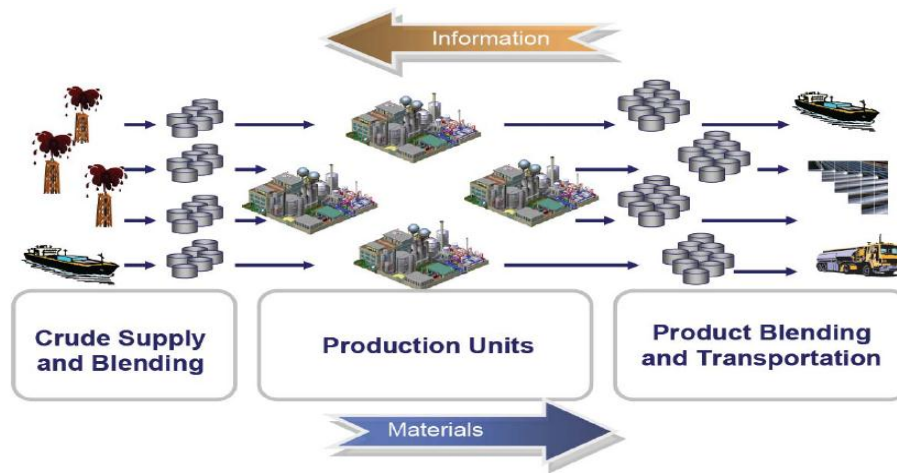 Information
Crude Supply
and Blending
Production Units
Product Blending
and Transportation
Materials